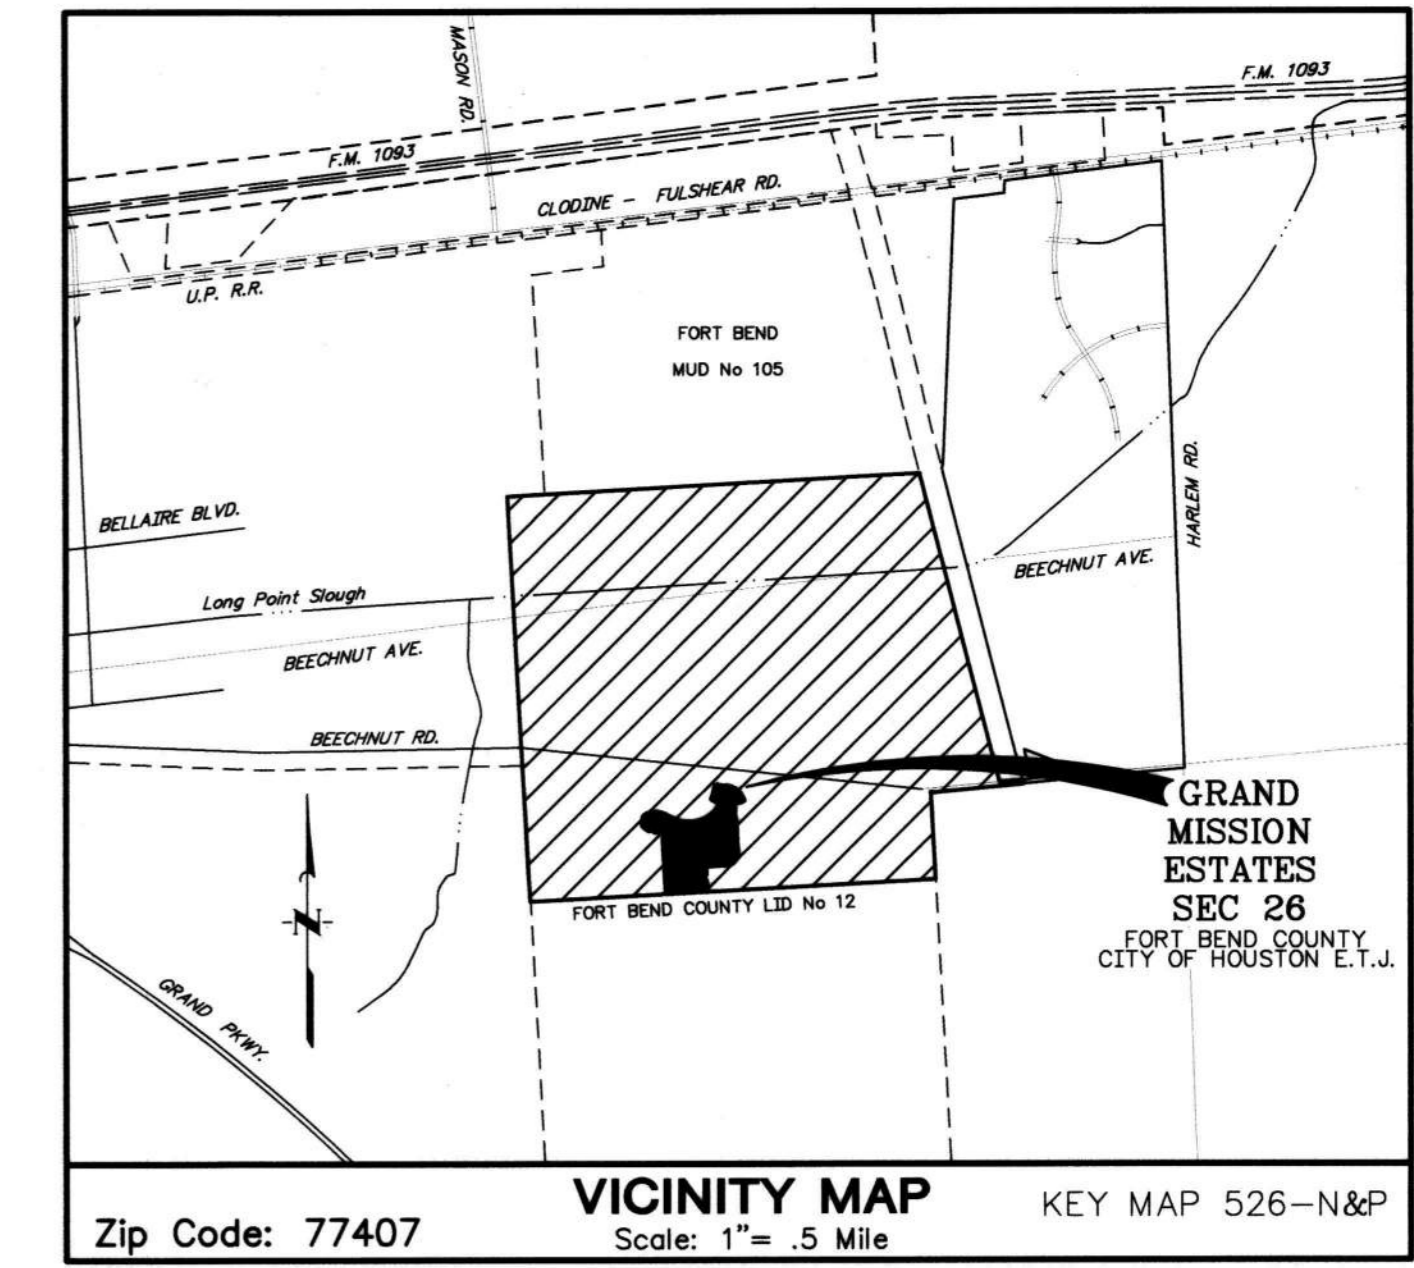 MASON RD.
F.M. 1093
F.M. 1093
CLODINE - FULSHEAR RD.
U.P. R.R.
FORT BEND
MUD No 105
HARLEM RD.
BELLAIRE BLVD.
BEECHNUT AVE.
Long Point Slough
BEECHNUT AVE.
BEECHNUT RD.
GRAND
MISSION
ESTATES
SEC 26
FORT BEND COUNTY
CITY OF HOUSTON E.T.J.
FORT BEND COUNTY LID No 12
N
GRAND PKWY.
VICINITY MAP
Scale: 1"= .5 Mile
Zip Code: 77407
KEY MAP 526-N&P